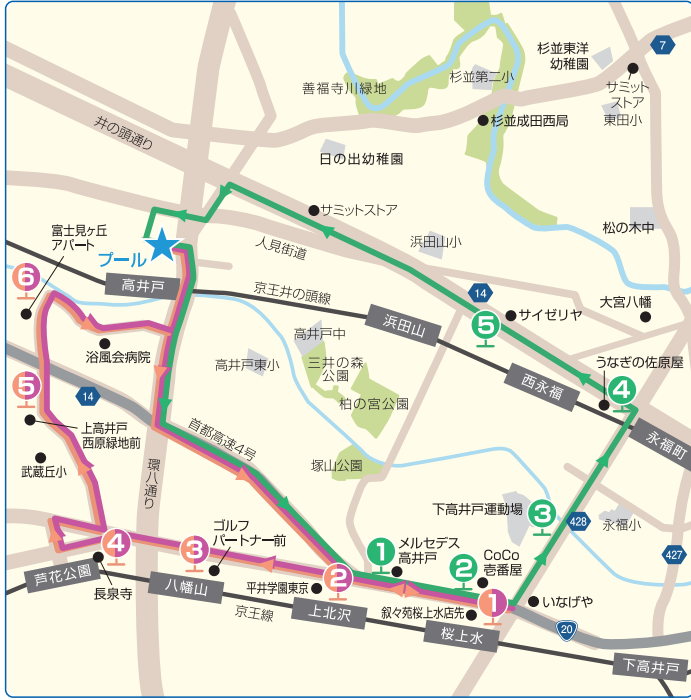 杉並東洋
幼稚園
7
善福寺川緑地
杉並第二小
サミット
ストア
東田小
井の頭通り
杉並成田西局
日の出幼稚園
サミットストア
松の木中
富士見ヶ丘
アパート
人見街道
浜田山小
プール
6
高井戸
京王井の頭線
14
大宮八幡
5
サイゼリヤ
浜田山
高井戸中
浴風会病院
高井戸東小
三井の森
公園
うなぎの佐原屋
5
14
西永福
4
柏の宮公園
上高井戸
西原緑地前
首都高速4号
永福町
武蔵丘小
環八通り
塚山公園
下高井戸運動場
3
428
永福小
ゴルフ
パートナー前
4
3
1
メルセデス
高井戸
CoCo
壱番屋
427
芦花公園
長泉寺
八幡山
平井学園東京
2
2
1
いなげや
上北沢
叙々苑桜上水店先
京王線
桜上水
20
下高井戸